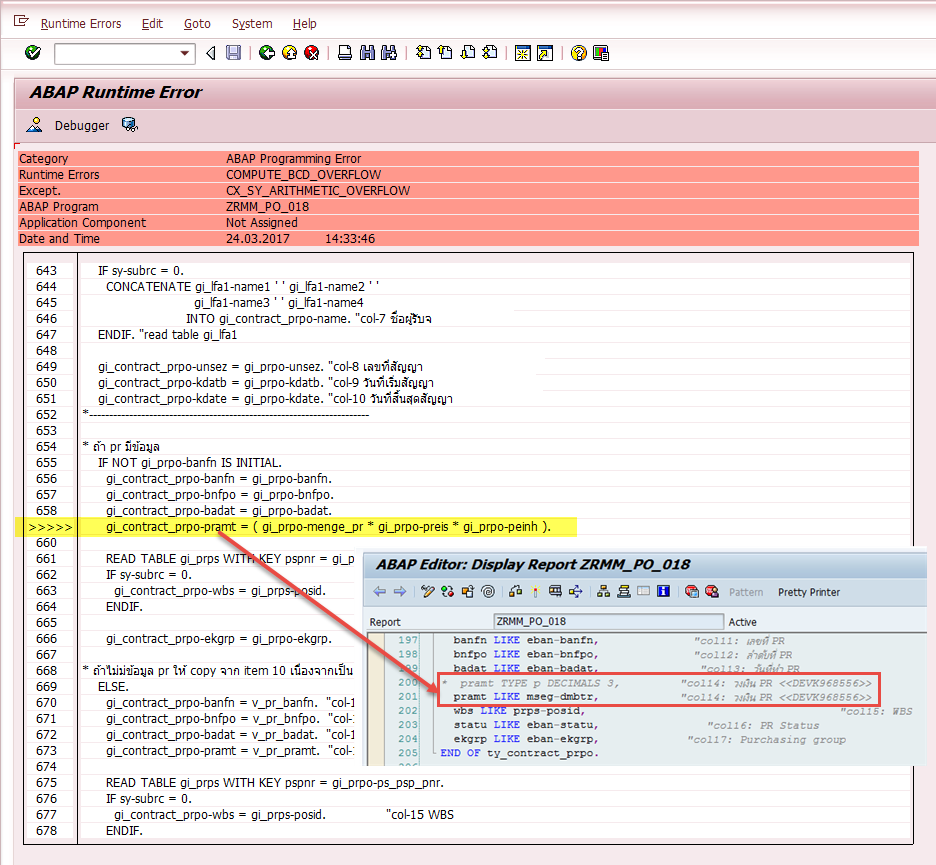 Runtime Errors Edit Goto System Help
ABAP Runtime Error
Debugger
Category ABAP Programming Error
Runtime Errors COMPUTE_BCD_OVERFLOW
Except. CX_SY_ARITHMETIC_OVERFLOW
ABAP Program ZRMM_PO_018
Application Component Not Assigned
Date and Time 24.03.2017 14:33:46
643 IF sy-subrc = 0.
644 CONCATENATE gi_lfa1-name1 ' ' gi_lfa1-name2 ' '
645 gi_lfa1-name3 ' ' gi_lfa1-name4
646 INTO gi_contract_prpo-name. "col-7 ชื่อผู้รับจ
647 ENDIF. "read table gi_lfa1
648
649 gi_contract_prpo-unsez = gi_prpo-unsez. "col-8 เลขที่สัญญา
650 gi_contract_prpo-kdatb = gi_prpo-kdatb. "col-9 วันที่เริ่มสัญญา
651 gi_contract_prpo-kdate = gi_prpo-kdate. "col-10 วันที่สิ้นสุดสัญญา
652 *----------------------------------------------------------------------
653
654 * ถ้า pr มีข้อมูล
655 IF NOT gi_prpo-banfn IS INITIAL.
656 gi_contract_prpo-banfn = gi_prpo-banfn.
657 gi_contract_prpo-bnfpo = gi_prpo-bnfpo.
658 gi_contract_prpo-badat = gi_prpo-badat.
>>>>> gi_contract_prpo-pramt = ( gi_prpo-menge_pr * gi_prpo-preis * gi_prpo-peinh ).
660
661 READ TABLE gi_prps WITH KEY pspnr = gi_p
662 IF sy-subrc = 0.
663 gi_contract_prpo-wbs = gi_prps-posid.
664 ENDIF.
665
666 gi_contract_prpo-ekgrp = gi_prpo-ekgrp.
667
668 * ถ้าไม่มีข้อมูล pr ให้ copy จาก item 10 เนื่องจากเป็น
669 ELSE.
670 gi_contract_prpo-banfn = v_pr_banfn. "col-1
671 gi_contract_prpo-bnfpo = v_pr_bnfpo. "col-1
672 gi_contract_prpo-badat = v_pr_badat. "col-1
673 gi_contract_prpo-pramt = v_pr_pramt. "col-1
674
675 READ TABLE gi_prps WITH KEY pspnr = gi_prpo-ps_psp_pnr.
676 IF sy-subrc = 0.
677 gi_contract_prpo-wbs = gi_prps-posid. "col-15 WBS
678 ENDIF.
ABAP Editor: Display Report ZRMM_PO_018
Pattern Pretty Printer
Report ZRMM_PO_018 Active
197 banfn LIKE eban-banfn, "col11: เลขที่ PR
198 bnfpo LIKE eban-bnfpo, "col12: ลำดับที่ PR
199 badat LIKE eban-badat, "col13: วันที่ทำ PR
200 * pramt TYPE p DECIMALS 3, "col14: วงเงิน PR <<DEVK968556>>
201 pramt LIKE mseg-dmbtr, "col14: วงเงิน PR <<DEVK968556>>
202 wbs LIKE prps-posid, "col15: WBS
203 statu LIKE eban-statu, "col16: PR Status
204 ekgrp LIKE eban-ekgrp, "col17: Purchasing group
205 END OF ty_contract_prpo.